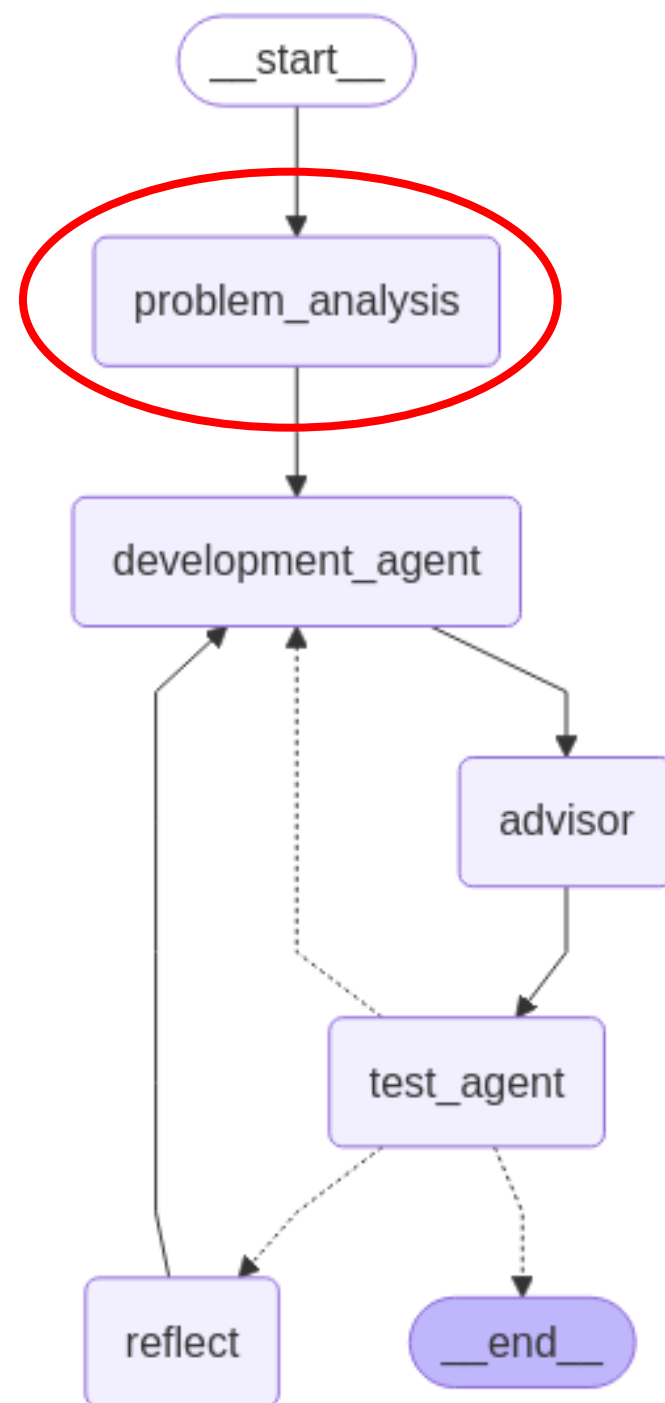 __start__
problem_analysis
development_agent
advisor
test_agent
reflect
__end__